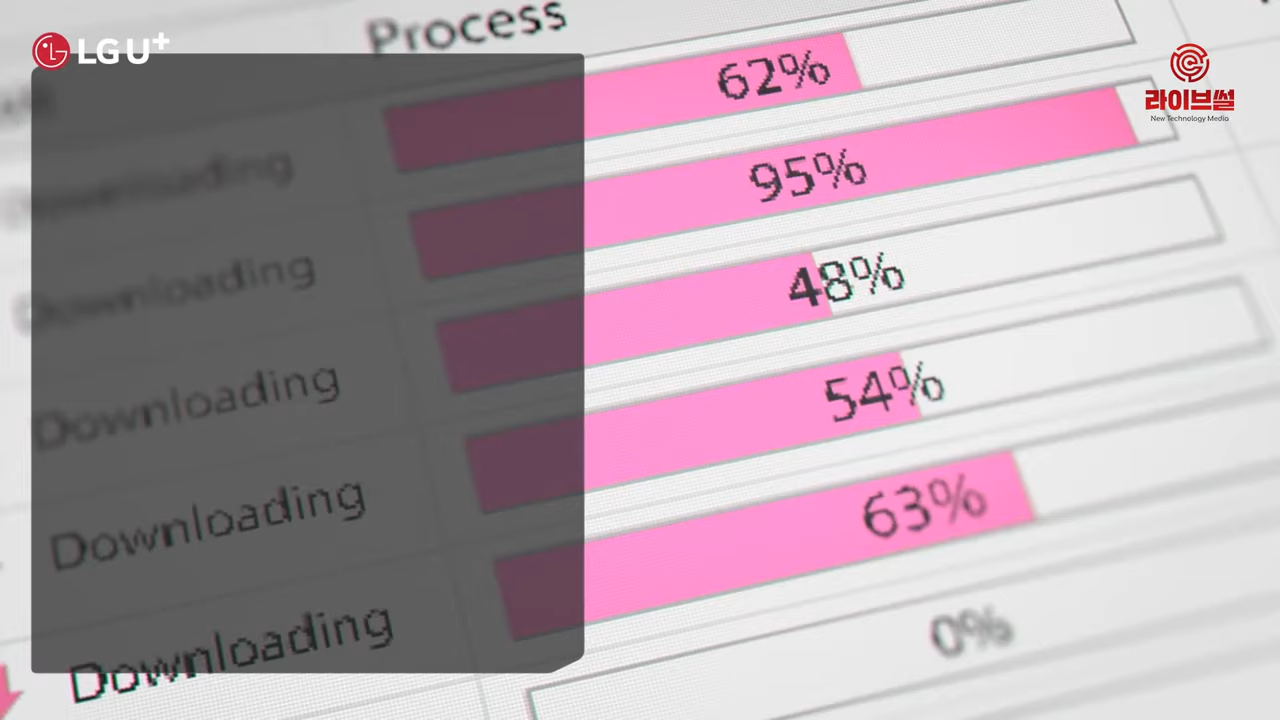 LG U+
Process
라이브썰
New Technology Media
62%
Downloading
95%
Downloading
48%
Downloading
54%
Downloading
63%
Downloading
0%